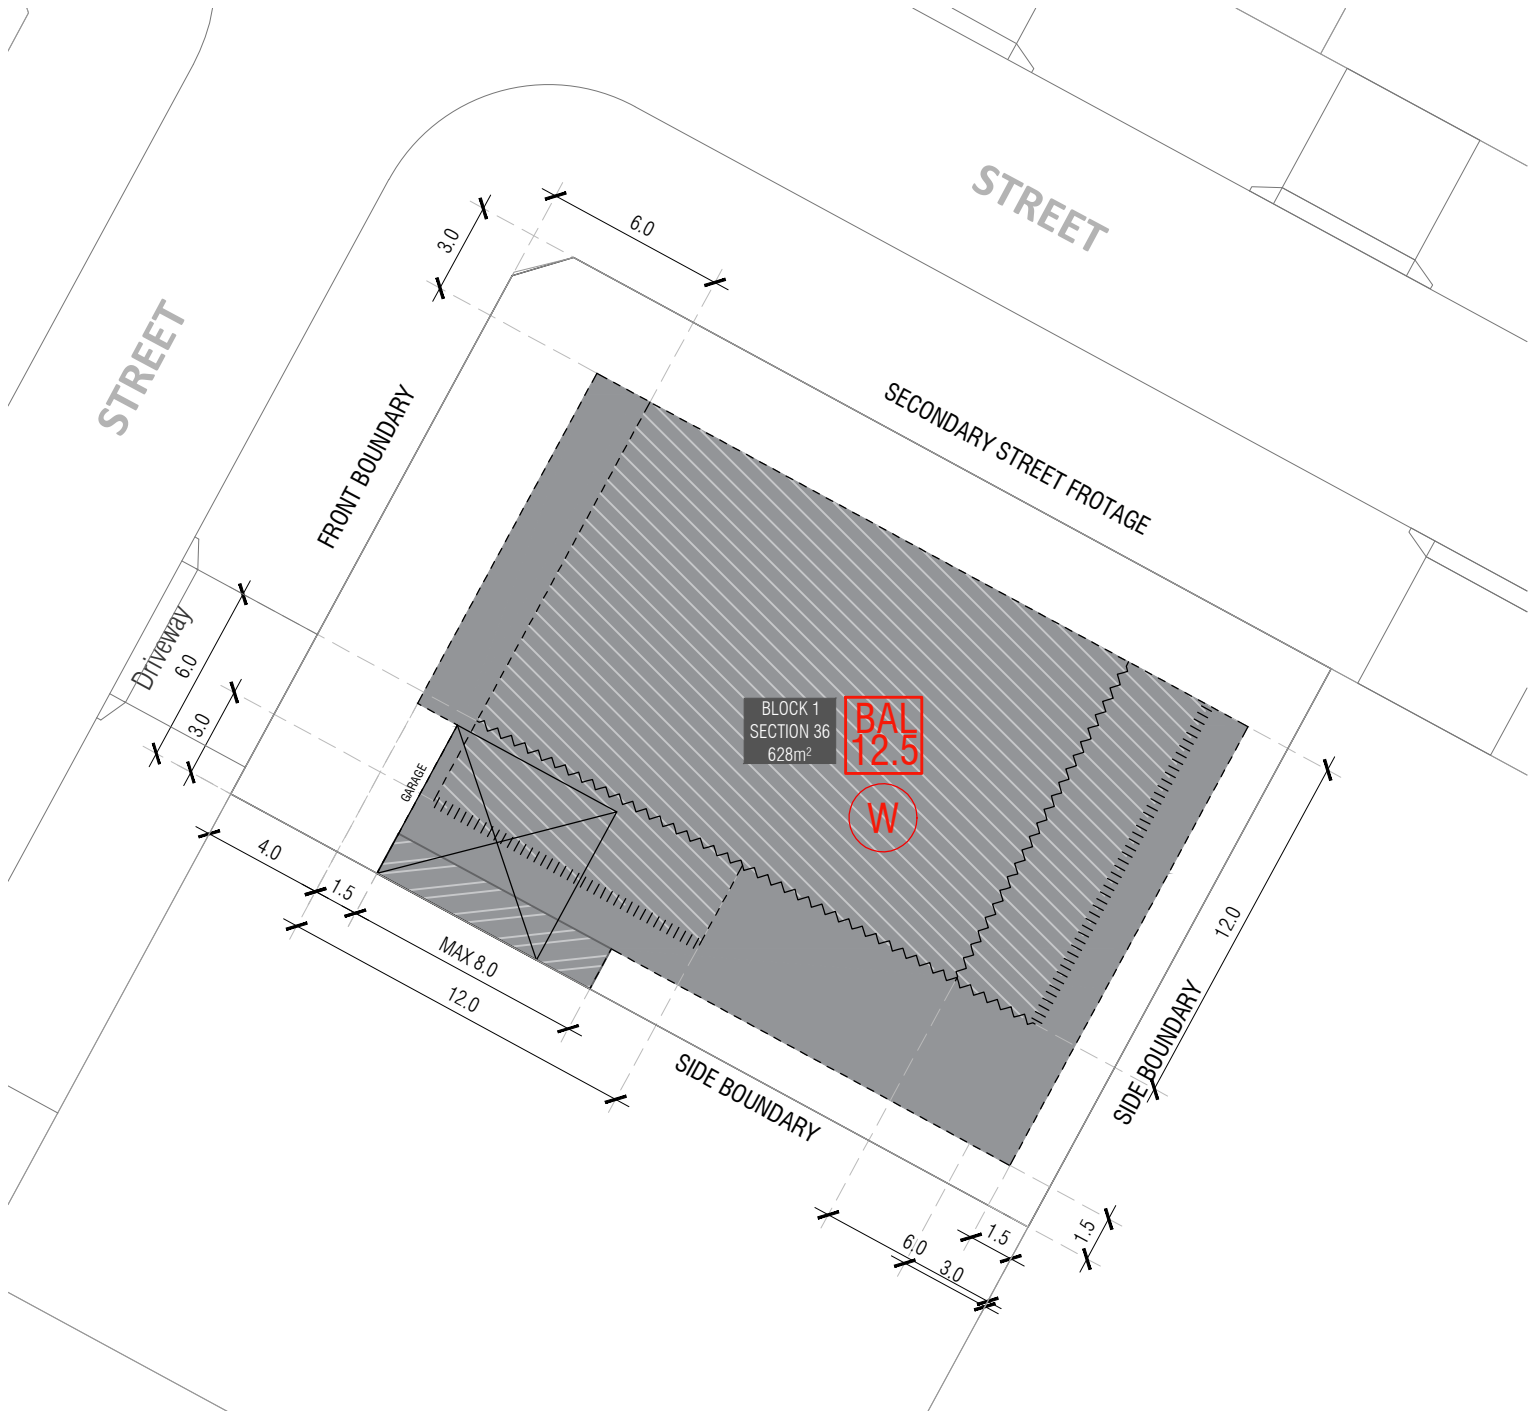 STREET
6.0
3.0
STREET
SECONDARY STREET FROTAGE
FRONT BOUNDARY
Driveway
6.0
3.0
GARAGE
BLOCK 1
SECTION 36
628m²
BAL
12.5
W
4.0
1.5
MAX 8.0
12.0
12.0
SIDE BOUNDARY
SIDE BOUNDARY
1.5
1.5
6.0
3.0